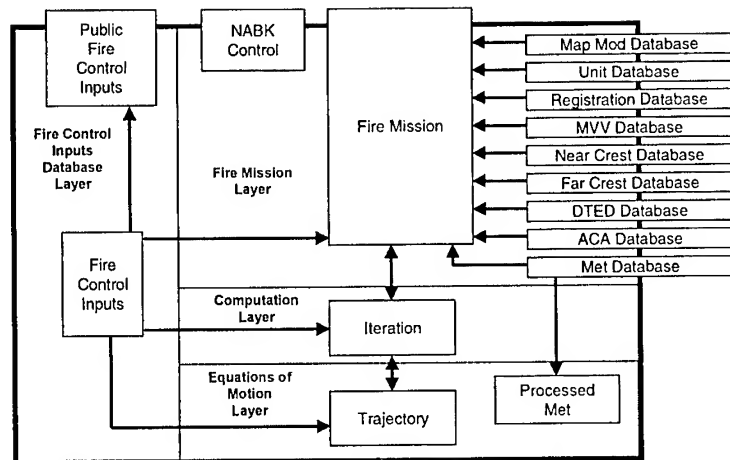 Public
Fire
Control
Inputs
NABK
Control
Fire Mission
Map Mod Database
Unit Database
Registration Database
MVV Database
Near Crest Database
Far Crest Database
DTED Database
ACA Database
Met Database
Fire Control
Inputs
Database
Layer
Fire Mission
Layer
Fire
Control
Inputs
Computation
Layer
Iteration
Equations of
Motion
Layer
Trajectory
Processed
Met